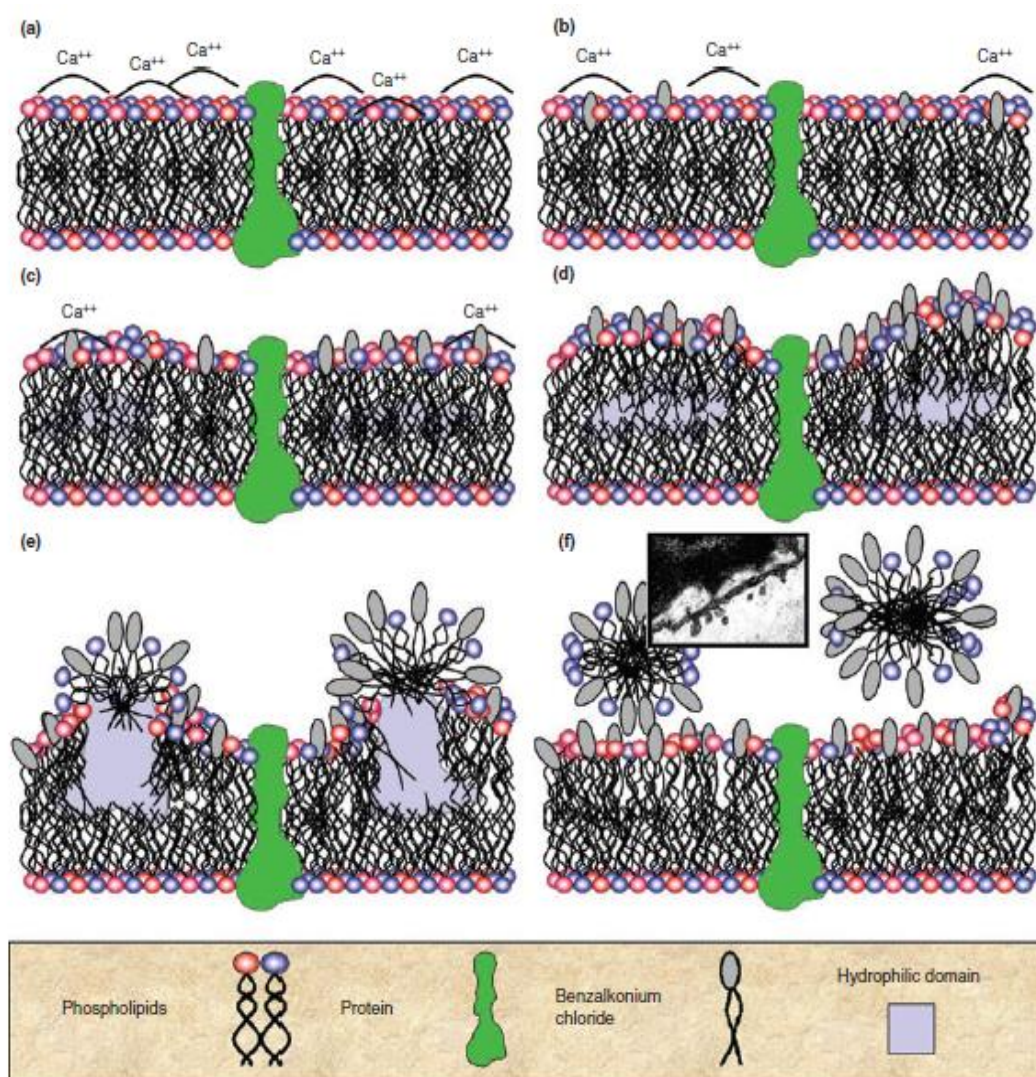 (a)
Ca++
Ca++
Ca++
Ca++
Ca++
Ca++
(b)
Ca++
Ca++
Ca++
(c)
Ca++
Ca++
(d)
(e)
(f)
Phospholipids
Protein
Benzalkonium
chloride
Hydrophilic domain